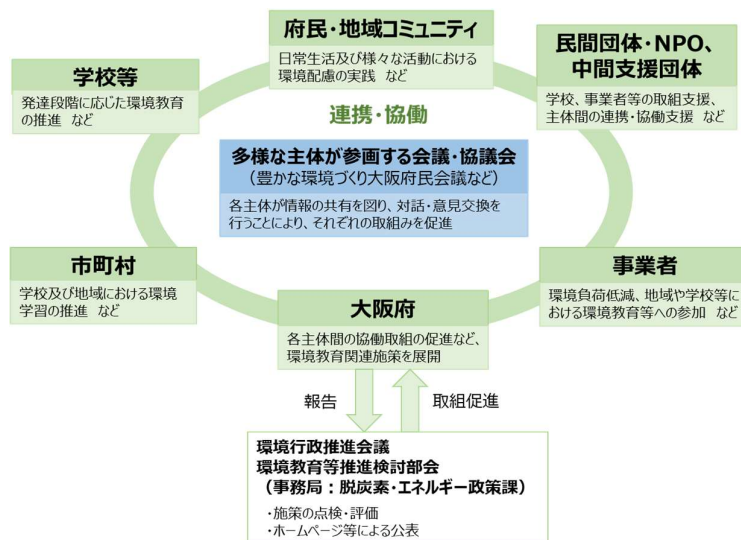 府民・地域コミュニティ
日常生活及び様々な活動における
環境配慮の実践 など
民間団体・NPO、
中間支援団体
学校、事業者等の取組支援、
主体間の連携・協働支援 など
学校等
発達段階に応じた環境教育
の推進 など
連携・協働
多様な主体が参画する会議・協議会
（豊かな環境づくり大阪府民会議など）
各主体が情報の共有を図り、対話・意見交換を
行うことにより、それぞれの取組みを促進
市町村
学校及び地域における環境
学習の推進 など
事業者
環境負荷低減、地域や学校等に
おける環境教育等への参加 など
大阪府
各主体間の協働取組の促進など、
環境教育関連施策を展開
報告
取組促進
環境行政推進会議
環境教育等推進検討部会
（事務局：脱炭素・エネルギー政策課）
・施策の点検・評価
・ホームページ等による公表